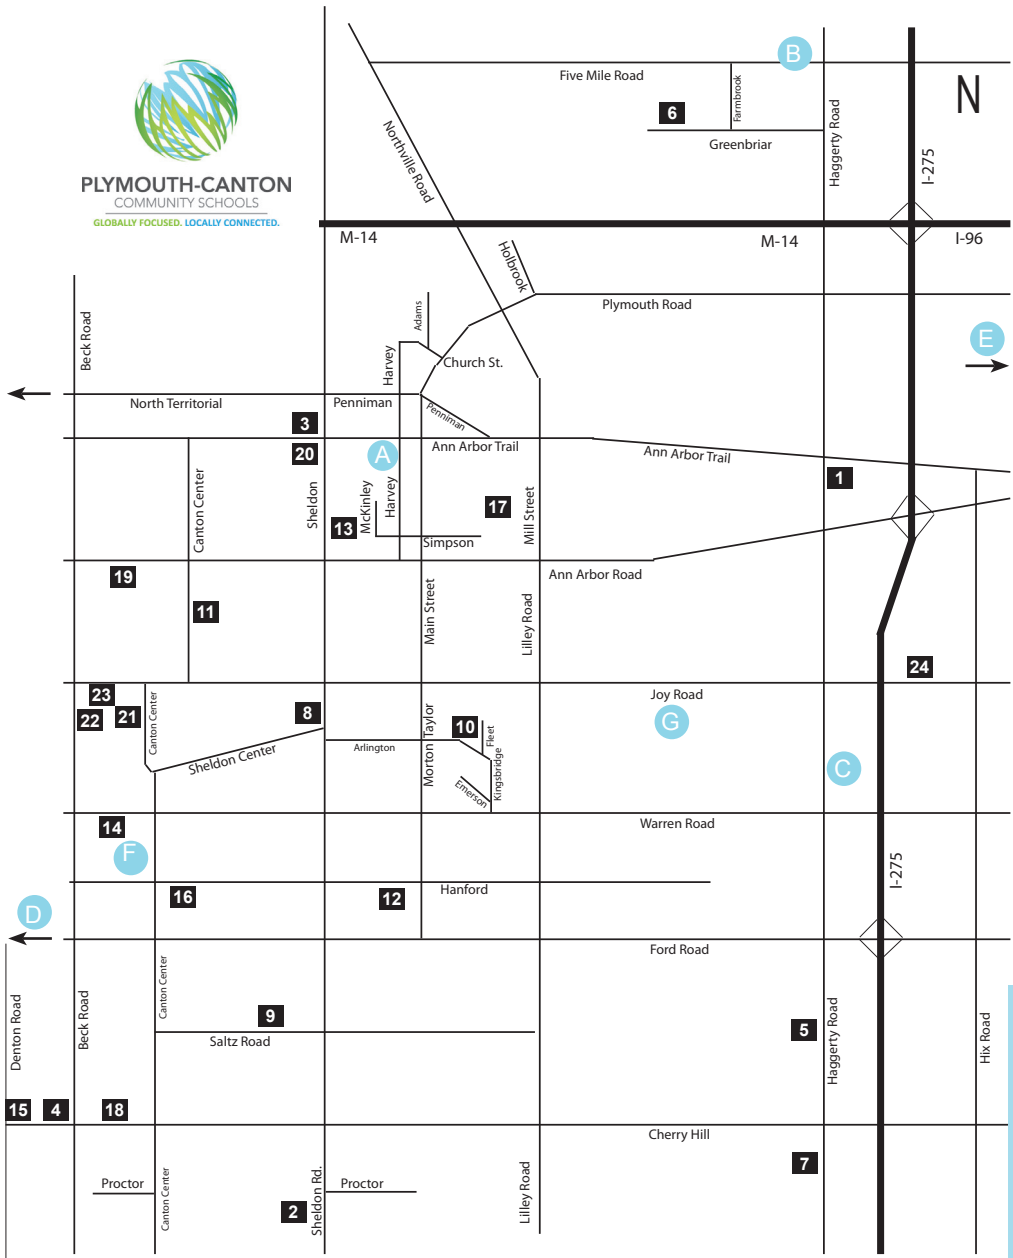 B
Five Mile Road
N
Farmbrook
6
Haggerty Road
Greenbriar
Northville Road
I-275
PLYMOUTH-CANTON
COMMUNITY SCHOOLS
GLOBALLY FOCUSED. LOCALLY CONNECTED.
M-14
M-14
I-96
Holbrook
Plymouth Road
Adams
Beck Road
E
Harvey
Church St.
North Territorial
Penniman
Penniman
3
20
A
Ann Arbor Trail
Ann Arbor Trail
1
Canton Center
Sheldon
McKinley
Harvey
17
Mill Street
13
Simpson
19
Ann Arbor Road
11
Main Street
Lilley Road
24
23
22
21
Canton Center
8
Joy Road
G
Morton Taylor
10
Fleet
Arlington
Sheldon Center
Kingsbridge
Emerson
C
14
Warren Road
F
I-275
16
12
Hanford
D
Ford Road
Canton Center
Denton Road
Beck Road
9
Saltz Road
5
Haggerty Road
Hix Road
15
4
18
Cherry Hill
7
Proctor
Canton Center
Sheldon Rd.
Proctor
2
Lilley Road